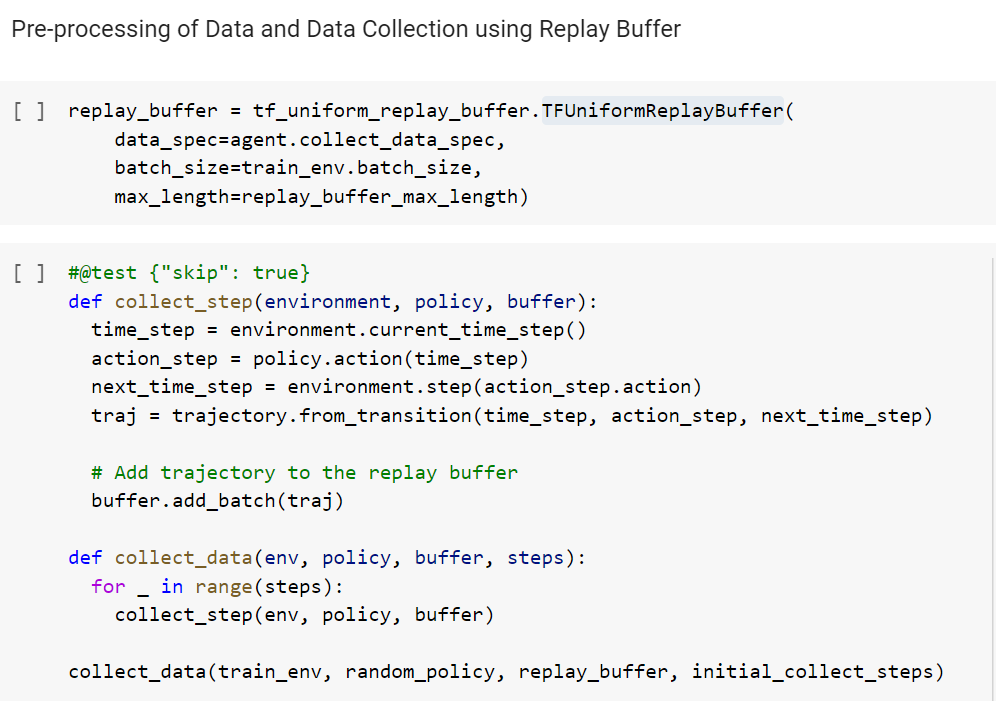 Pre-processing of Data and Data Collection using Replay Buffer
[ ] replay_buffer = tf_uniform_replay_buffer.TFUniformReplayBuffer(
    data_spec=agent.collect_data_spec,
    batch_size=train_env.batch_size,
    max_length=replay_buffer_max_length)
[ ] #@test {"skip": true}
def collect_step(environment, policy, buffer):
  time_step = environment.current_time_step()
  action_step = policy.action(time_step)
  next_time_step = environment.step(action_step.action)
  traj = trajectory.from_transition(time_step, action_step, next_time_step)
  # Add trajectory to the replay buffer
  buffer.add_batch(traj)
def collect_data(env, policy, buffer, steps):
  for _ in range(steps):
    collect_step(env, policy, buffer)
collect_data(train_env, random_policy, replay_buffer, initial_collect_steps)